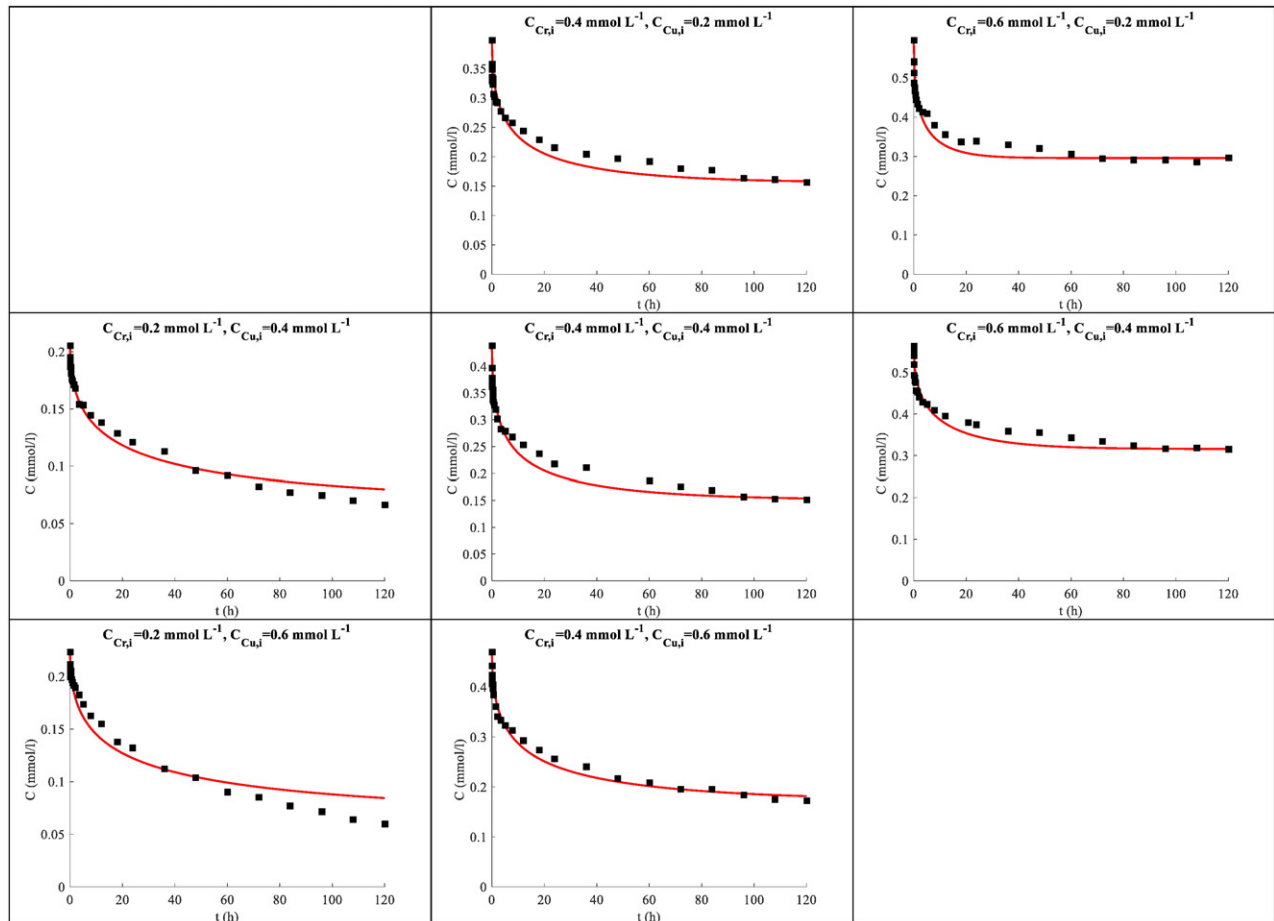 C_Cr,i=0.4 mmol L^-1, C_Cu,i=0.2 mmol L^-1
0.35
0.3
0.25
0.2
0.15
0.1
0.05
0
C (mmol/l)
0 20 40 60 80 100 120
t (h)
C_Cr,i=0.6 mmol L^-1, C_Cu,i=0.2 mmol L^-1
0.5
0.4
0.3
0.2
0.1
0
C (mmol/l)
0 20 40 60 80 100 120
t (h)
C_Cr,i=0.2 mmol L^-1, C_Cu,i=0.4 mmol L^-1
0.2
0.15
0.1
0.05
0
C (mmol/l)
0 20 40 60 80 100 120
t (h)
C_Cr,i=0.4 mmol L^-1, C_Cu,i=0.4 mmol L^-1
0.4
0.35
0.3
0.25
0.2
0.15
0.1
0.05
0
C (mmol/l)
0 20 40 60 80 100 120
t (h)
C_Cr,i=0.6 mmol L^-1, C_Cu,i=0.4 mmol L^-1
0.5
0.4
0.3
0.2
0.1
0
C (mmol/l)
0 20 40 60 80 100 120
t (h)
C_Cr,i=0.2 mmol L^-1, C_Cu,i=0.6 mmol L^-1
0.2
0.15
0.1
0.05
0
C (mmol/l)
0 20 40 60 80 100 120
t (h)
C_Cr,i=0.4 mmol L^-1, C_Cu,i=0.6 mmol L^-1
0.4
0.3
0.2
0.1
0
C (mmol/l)
0 20 40 60 80 100 120
t (h)